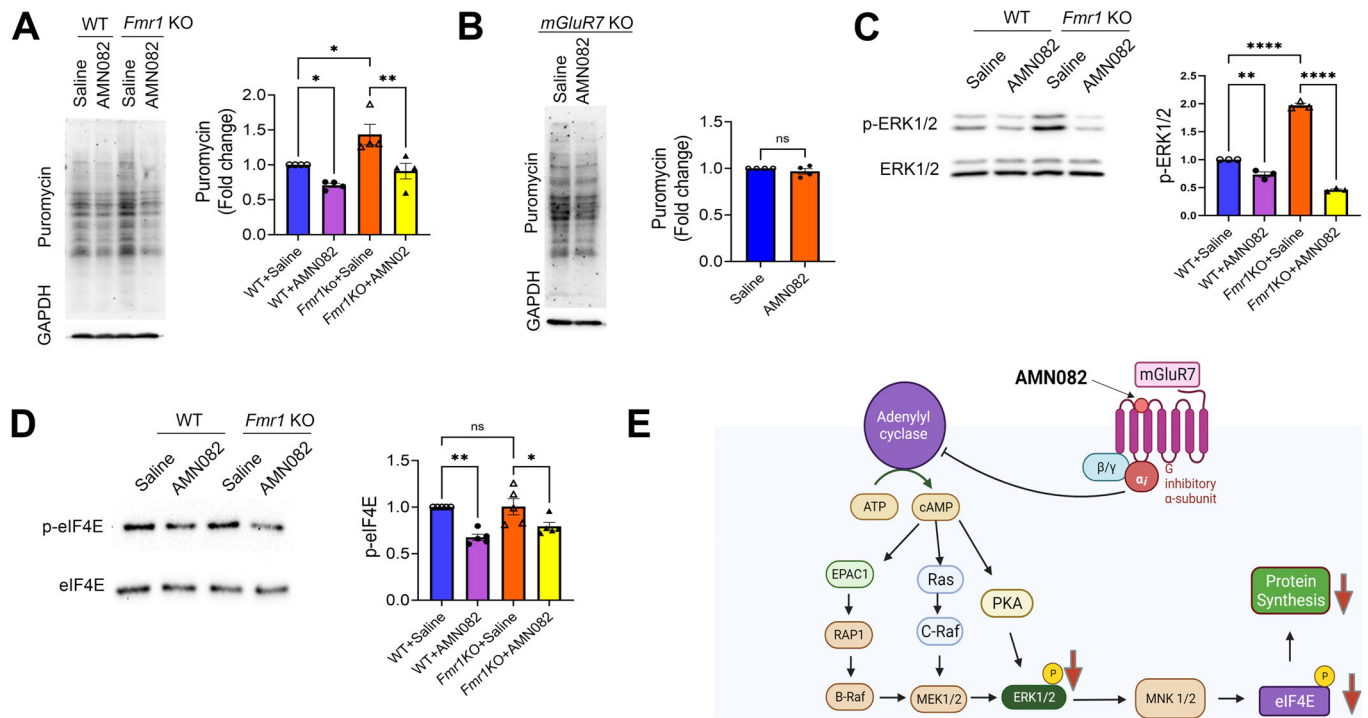 A
WT
Fmr1 KO
Saline
AMN082
Saline
AMN082
Puromycin
GAPDH
Puromycin
(Fold change)
2.0
1.5
1.0
0.5
0.0
*
*
**
WT+Saline
WT+AMN082
Fmr1ko+Saline
Fmr1KO+AMN02
B
mGluR7 KO
Saline
AMN082
Puromycin
GAPDH
Puromycin
(Fold change)
1.5
1.0
0.5
0.0
ns
Saline
AMN082
C
WT
Fmr1 KO
Saline
AMN082
Saline
AMN082
p-ERK1/2
ERK1/2
p-ERK1/2
2.5
2.0
1.5
1.0
0.5
0.0
****
**
****
WT+Saline
WT+AMN082
Fmr1KO+Saline
Fmr1KO+AMN082
D
WT
Fmr1 KO
Saline
AMN082
Saline
AMN082
p-eIF4E
eIF4E
p-eIF4E
1.5
1.0
0.5
0.0
ns
**
*
WT+Saline
WT+AMN082
Fmr1KO+Saline
Fmr1KO+AMN082
E
AMN082
mGluR7
Adenylyl
cyclase
β/γ
αi
G
inhibitory
α-subunit
ATP
cAMP
EPAC1
Ras
PKA
RAP1
C-Raf
B-Raf
MEK1/2
ERK1/2
P
MNK 1/2
eIF4E
P
Protein
Synthesis